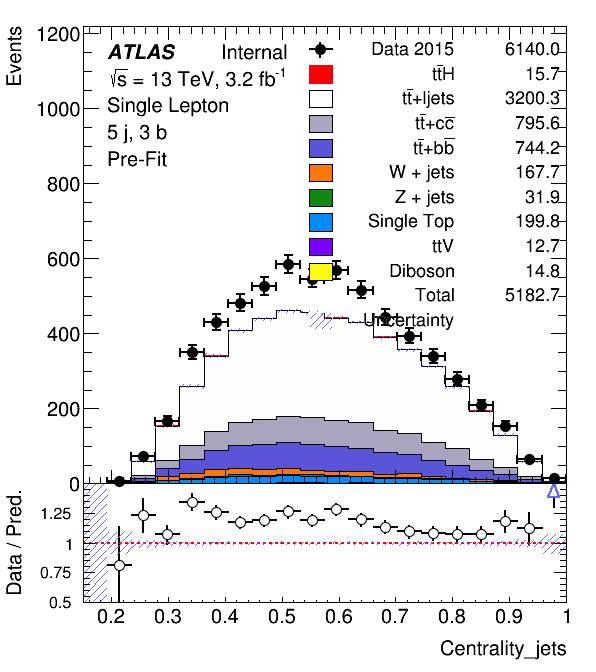 Events
1200
1000
800
600
400
200
0
ATLAS Internal
√s = 13 TeV, 3.2 fb⁻¹
Single Lepton
5 j, 3 b
Pre-Fit
Data 2015 6140.0
tt̄H 15.7
tt̄+ljets 3200.3
tt̄+cc̄ 795.6
tt̄+bb̄ 744.2
W + jets 167.7
Z + jets 31.9
Single Top 199.8
ttV 12.7
Diboson 14.8
Total 5182.7
Uncertainty
Data / Pred.
1.25
1
0.75
0.5
0.2 0.3 0.4 0.5 0.6 0.7 0.8 0.9 1
Centrality_jets